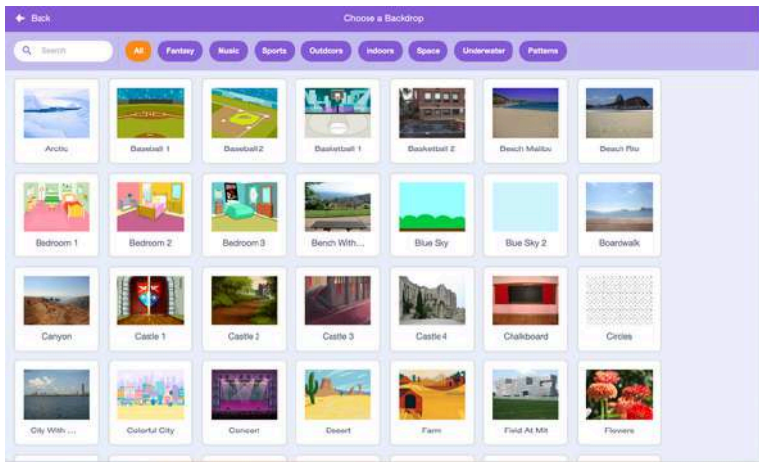 Back
Choose a Backdrop
Search
All Fantasy Music Sports Outdoors Indoors Space Underwater Patterns
Arctic Baseball 1 Baseball 2 Basketball 1 Basketball 2 Beach Malibu Beach Rio
Bedroom 1 Bedroom 2 Bedroom 3 Bench With... Blue Sky Blue Sky 2 Boardwalk
Canyon Castle 1 Castle 2 Castle 3 Castle 4 Chalkboard Circles
City With ... Colorful City Concert Desert Farm Field At Mit Flowers